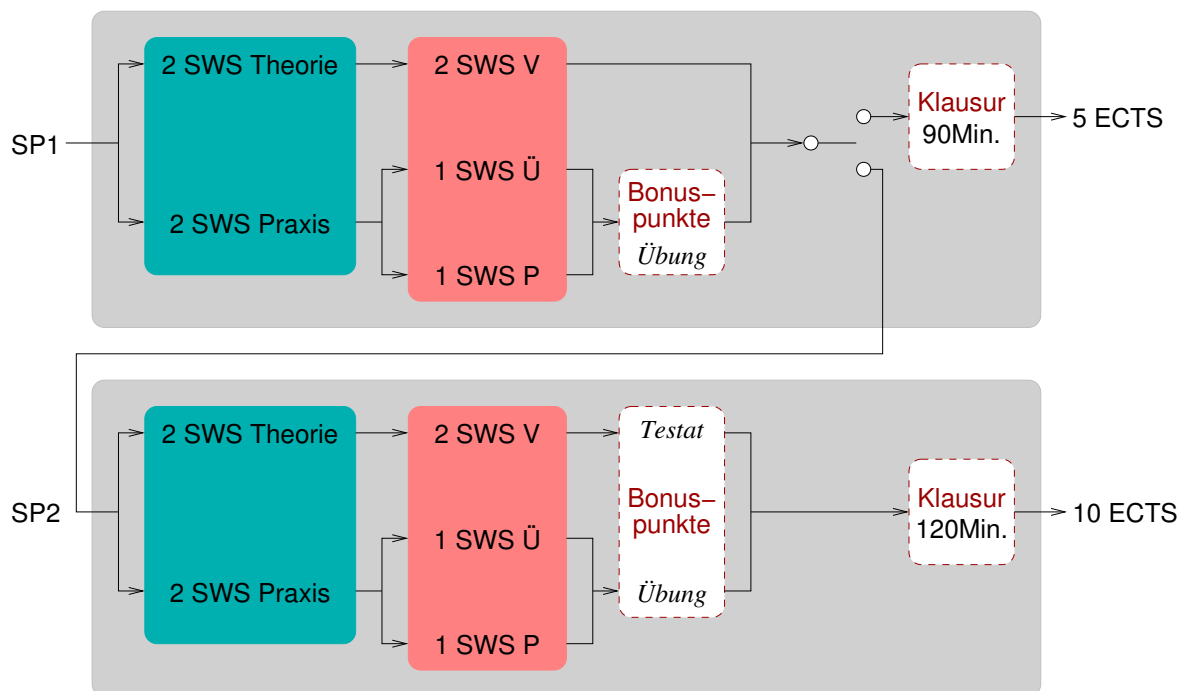 SP1
2 SWS Theorie
2 SWS Praxis
2 SWS V
1 SWS Ü
1 SWS P
Bonus–
punkte
Übung
Klausur
90Min.
5 ECTS
SP2
2 SWS Theorie
2 SWS Praxis
2 SWS V
1 SWS Ü
1 SWS P
Testat
Bonus–
punkte
Übung
Klausur
120Min.
10 ECTS